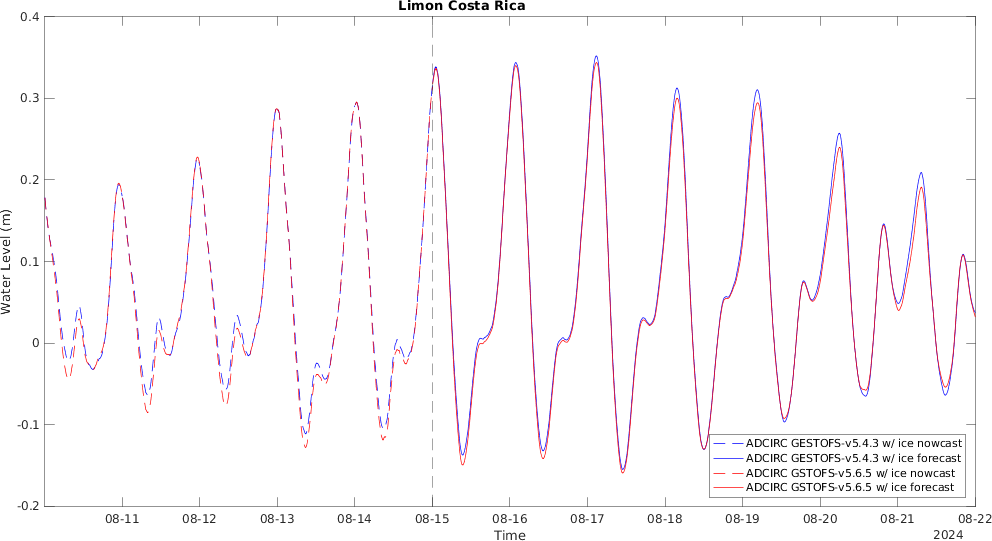 Limon Costa Rica
0.4
0.3
0.2
0.1
0
-0.1
-0.2
Water Level (m)
ADCIRC GESTOFS-v5.4.3 w/ ice nowcast
ADCIRC GESTOFS-v5.4.3 w/ ice forecast
ADCIRC GSTOFS-v5.6.5 w/ ice nowcast
ADCIRC GSTOFS-v5.6.5 w/ ice forecast
08-11 08-12 08-13 08-14 08-15 08-16 08-17 08-18 08-19 08-20 08-21 08-22
Time
2024